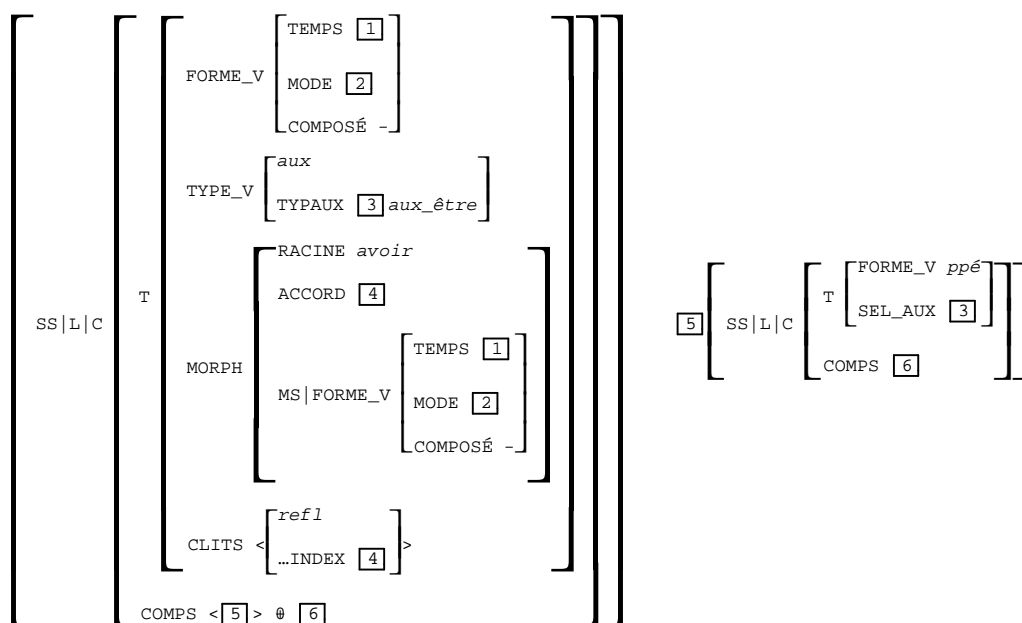 TEMPS 1
FORME_V
MODE 2
COMPOSÉ -
aux
TYPE_V
TYPAUX 3 aux_être
RACINE avoir
ACCORD 4
T
SS|L|C
MORPH
TEMPS 1
MS|FORME_V
MODE 2
COMPOSÉ -
refl
CLITS < >
…INDEX 4
COMPS <5> ⊕ 6
5 SS|L|C
T
FORME_V ppé
SEL_AUX 3
COMPS 6